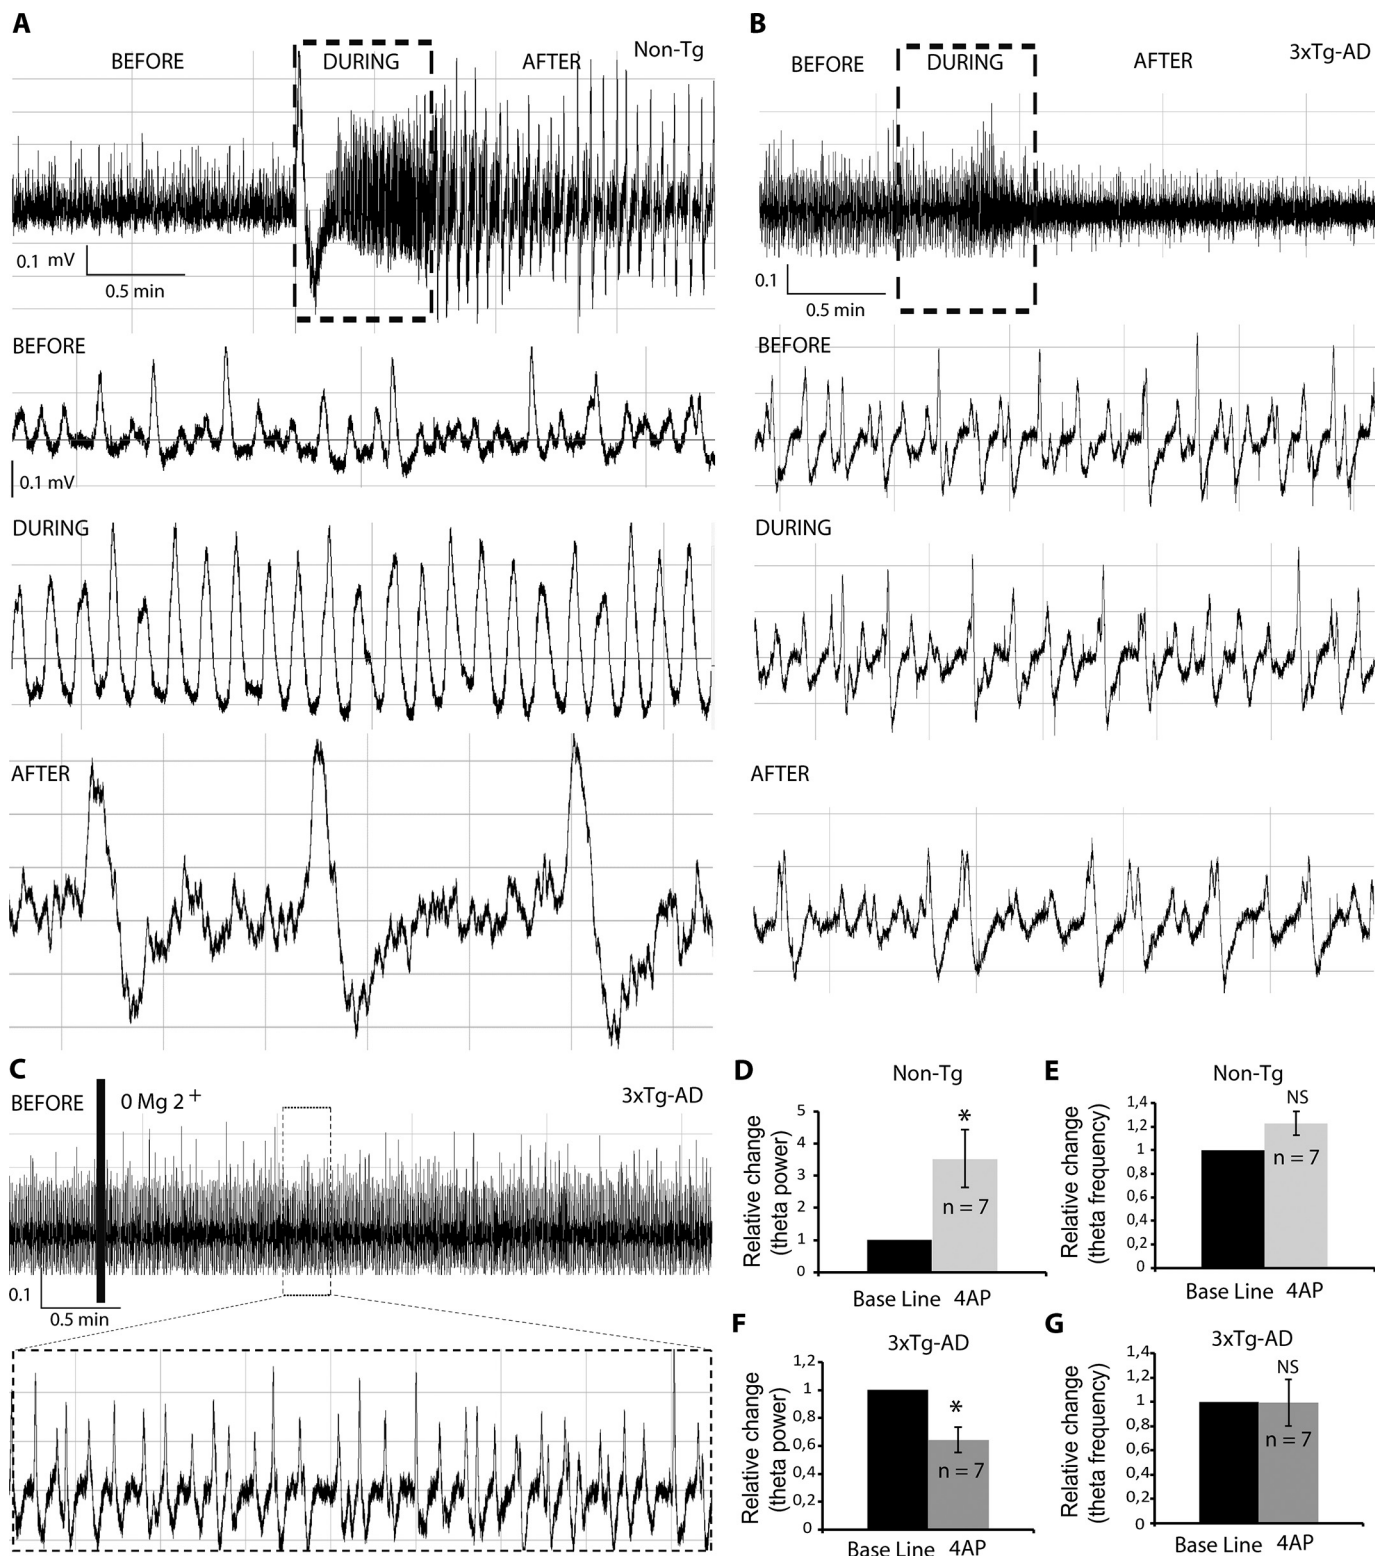 A
BEFORE
DURING
AFTER
Non-Tg
0.1 mV
0.5 min
BEFORE
0.1 mV
DURING
AFTER
B
BEFORE
DURING
AFTER
3xTg-AD
0.1
0.5 min
BEFORE
DURING
AFTER
C
BEFORE
0 Mg 2+
3xTg-AD
0.1
0.5 min
D
Non-Tg
Relative change
(theta power)
5
4
3
2
1
0
*
n = 7
Base Line
4AP
E
Non-Tg
Relative change
(theta frequency)
1,4
1,2
1
0,8
0,6
0,4
0,2
0
NS
n = 7
Base Line
4AP
F
3xTg-AD
Relative change
(theta power)
1,2
1
0,8
0,6
0,4
0,2
0
*
n = 7
Base Line
4AP
G
3xTg-AD
Relative change
(theta frequency)
1,4
1,2
1
0,8
0,6
0,4
0,2
0
NS
n = 7
Base Line
4AP